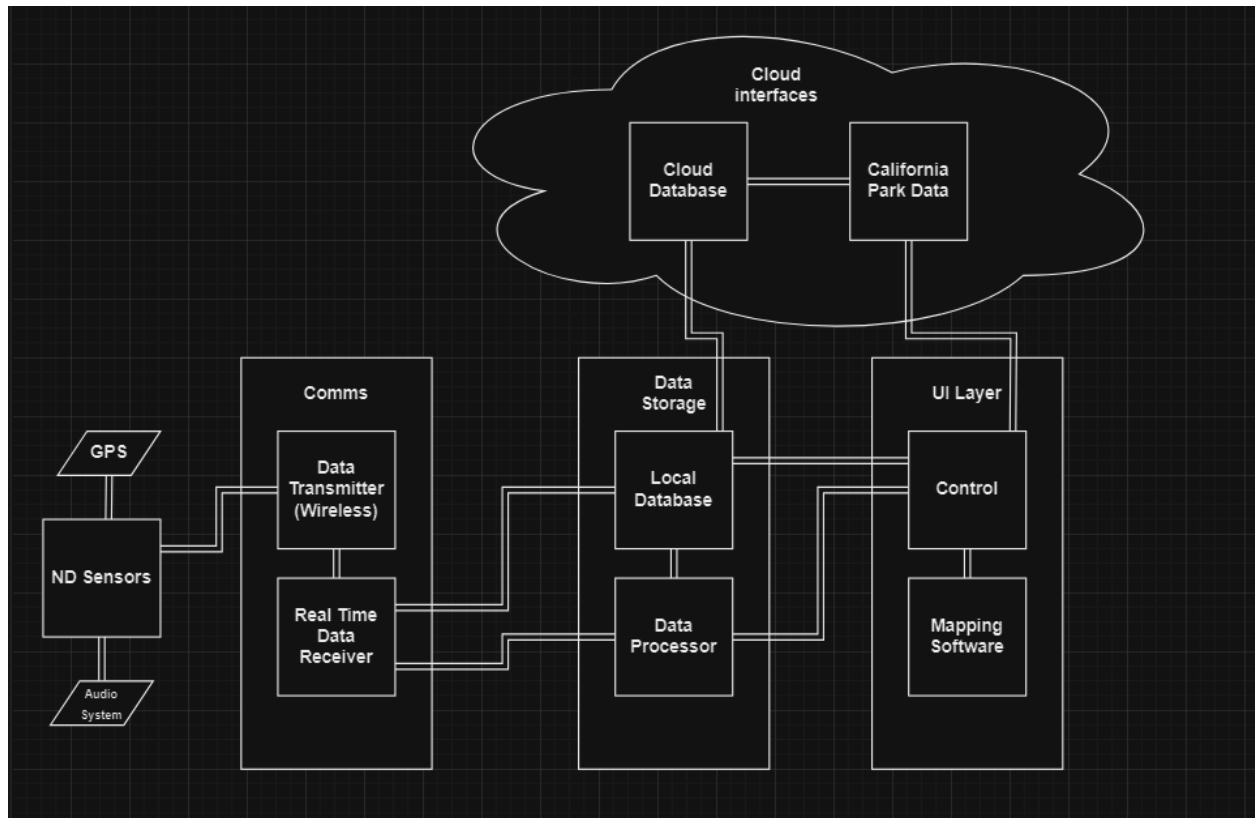 Cloud
interfaces
Cloud
Database
California
Park Data
Comms
Data
Storage
UI Layer
GPS
Data
Transmitter
(Wireless)
Local
Database
Control
ND Sensors
Real Time
Data
Receiver
Data
Processor
Mapping
Software
Audio
System